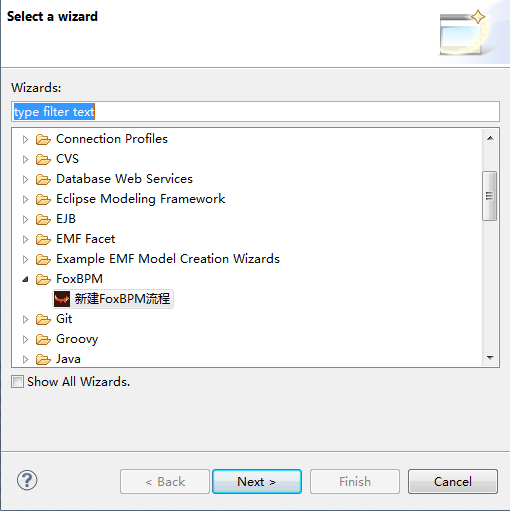 Select a wizard
Wizards:
type filter text
Connection Profiles
CVS
Database Web Services
Eclipse Modeling Framework
EJB
EMF Facet
Example EMF Model Creation Wizards
FoxBPM
新建FoxBPM流程
Git
Groovy
Java
Show All Wizards.
? < Back Next > Finish Cancel